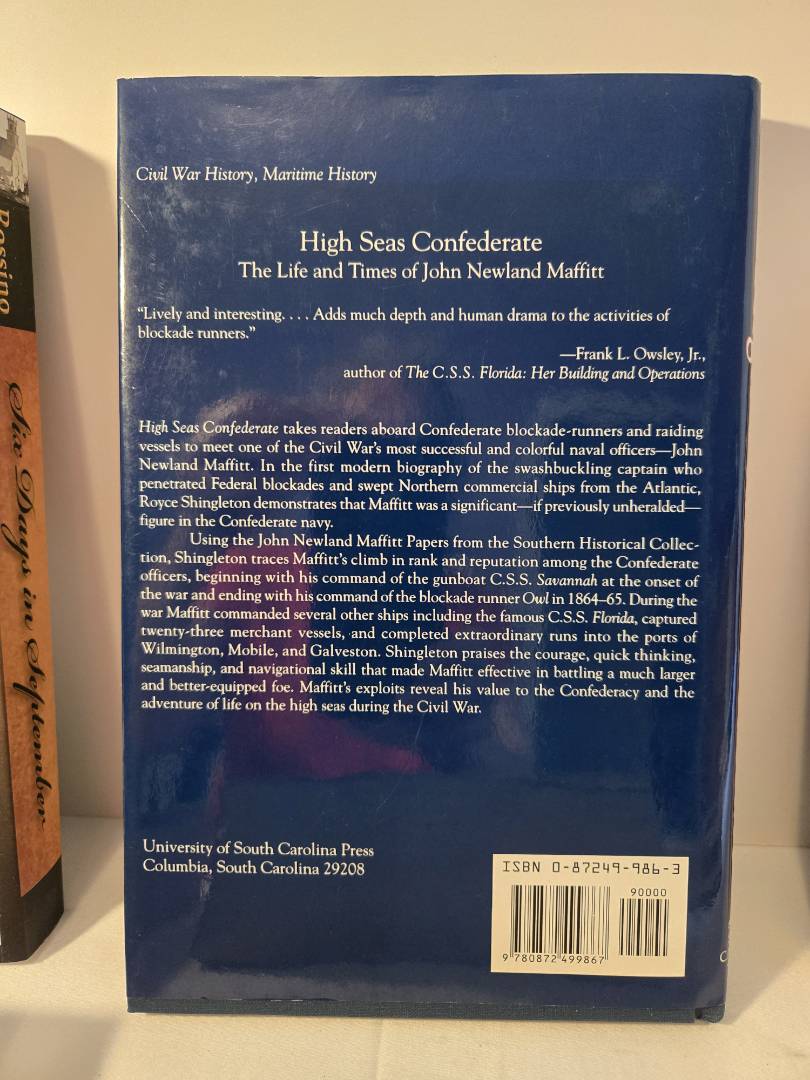 Civil War History, Maritime History
High Seas Confederate
The Life and Times of John Newland Maffitt
“Lively and interesting. . . . Adds much depth and human drama to the activities of
blockade runners.”
—Frank L. Owsley, Jr.,
author of The C.S.S. Florida: Her Building and Operations
High Seas Confederate takes readers aboard Confederate blockade-runners and raiding
vessels to meet one of the Civil War’s most successful and colorful naval officers—John
Newland Maffitt. In the first modern biography of the swashbuckling captain who
penetrated Federal blockades and swept Northern commercial ships from the Atlantic,
Royce Shingleton demonstrates that Maffitt was a significant—if previously unheralded—
figure in the Confederate navy.
Using the John Newland Maffitt Papers from the Southern Historical Collec-
tion, Shingleton traces Maffitt’s climb in rank and reputation among the Confederate
officers, beginning with his command of the gunboat C.S.S. Savannah at the onset of
the war and ending with his command of the blockade runner Owl in 1864–65. During the
war Maffitt commanded several other ships including the famous C.S.S. Florida, captured
twenty-three merchant vessels, and completed extraordinary runs into the ports of
Wilmington, Mobile, and Galveston. Shingleton praises the courage, quick thinking,
seamanship, and navigational skill that made Maffitt effective in battling a much larger
and better-equipped foe. Maffitt’s exploits reveal his value to the Confederacy and the
adventure of life on the high seas during the Civil War.
University of South Carolina Press
Columbia, South Carolina 29208
ISBN 0-87249-986-3
90000
9 780872 499867
Rossino
Six Days in September